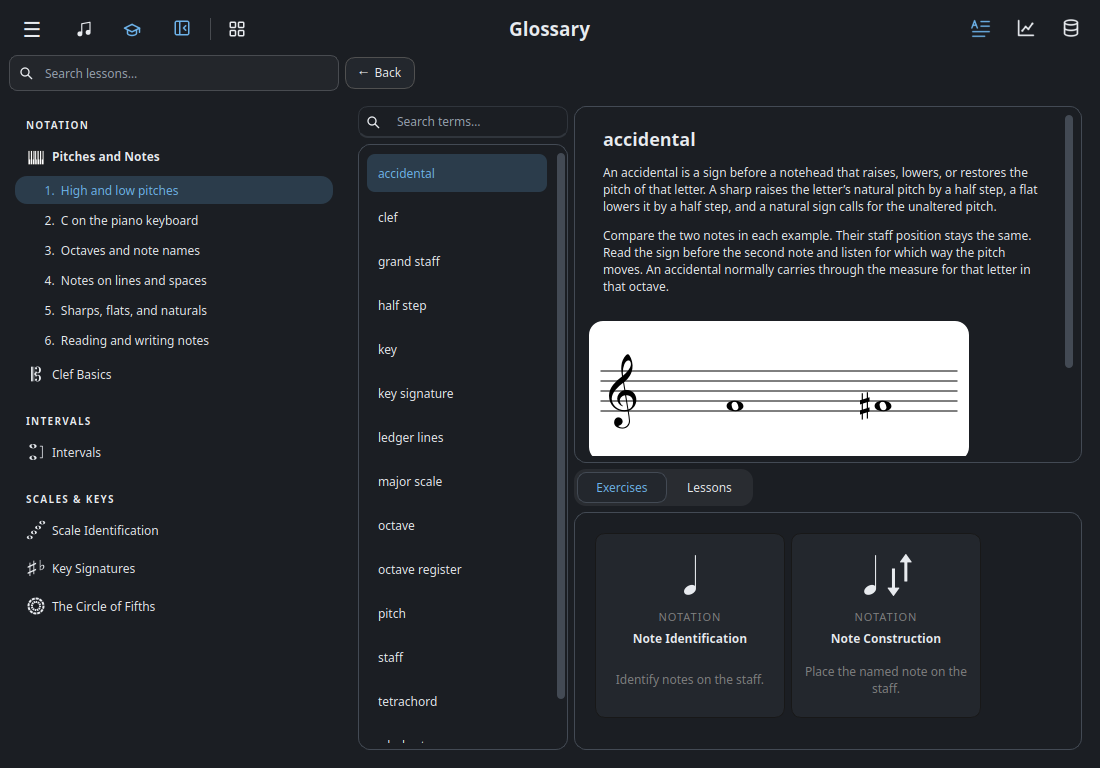 Glossary
Search lessons...
← Back
NOTATION
Pitches and Notes
1. High and low pitches
2. C on the piano keyboard
3. Octaves and note names
4. Notes on lines and spaces
5. Sharps, flats, and naturals
6. Reading and writing notes
Clef Basics
INTERVALS
Intervals
SCALES & KEYS
Scale Identification
Key Signatures
The Circle of Fifths
Search terms...
accidental
clef
grand staff
half step
key
key signature
ledger lines
major scale
octave
octave register
pitch
staff
tetrachord
accidental
An accidental is a sign before a notehead that raises, lowers, or restores the
pitch of that letter. A sharp raises the letter’s natural pitch by a half step, a flat
lowers it by a half step, and a natural sign calls for the unaltered pitch.
Compare the two notes in each example. Their staff position stays the same.
Read the sign before the second note and listen for which way the pitch
moves. An accidental normally carries through the measure for that letter in
that octave.
Exercises
Lessons
NOTATION
Note Identification
Identify notes on the staff.
NOTATION
Note Construction
Place the named note on the
staff.